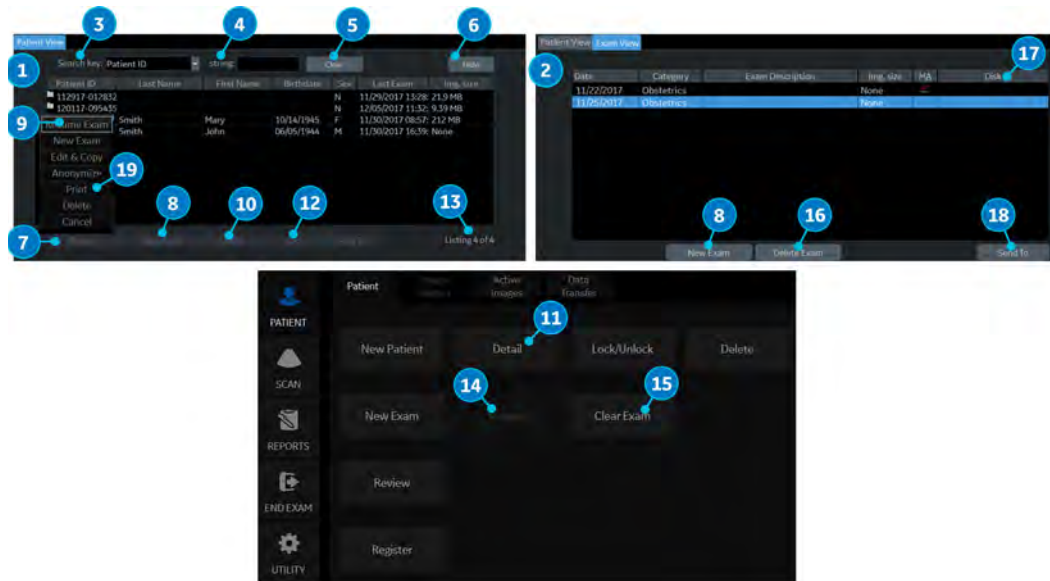 3 4 5 6
Patient View
1 Search key: Patient ID string: Clear Hide
Patient ID Last Name First Name Birthdate Sex Last Exam Img. size
112917-012832 N 11/29/2017 13:28: 21.9 MB
120117-095435 N 12/05/2017 11:32: 9.39 MB
9 Resume Exam Smith Mary 10/14/1945 F 11/30/2017 08:57: 212 MB
Smith John 06/05/1944 M 11/30/2017 16:39: None
New Exam
Edit & Copy
Anonymize
19
Print
Delete
Cancel
8 10 12 13
7 Listing 4 of 4
Patient View Exam View
17
2 Date Category Exam Description Img. size MA Disk
11/22/2017 Obstetrics None
11/25/2017 Obstetrics None
8 16 18
New Exam Delete Exam Send To
PATIENT
SCAN
REPORTS
END EXAM
UTILITY
Patient Active Images Data Transfer
11
New Patient Detail Lock/Unlock Delete
14 15
New Exam Clear Exam
Review
Register